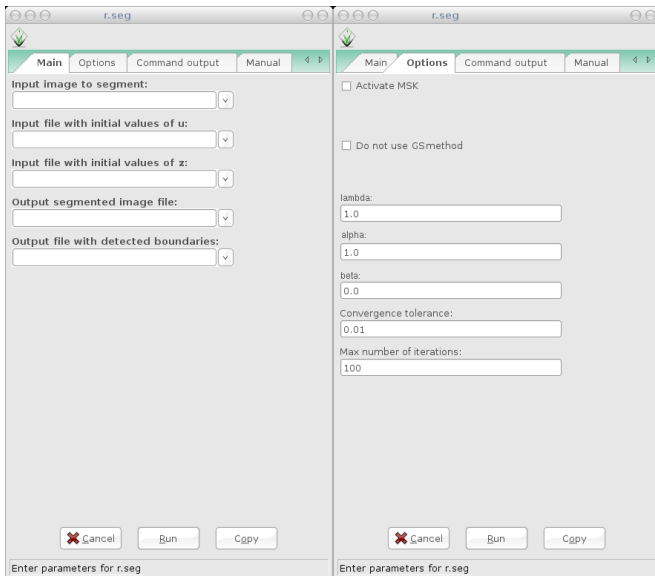 r.seg
Main Options Command output Manual
Input image to segment:
Input file with initial values of u:
Input file with initial values of z:
Output segmented image file:
Output file with detected boundaries:
Cancel Run Copy
Enter parameters for r.seg
r.seg
Main Options Command output Manual
Activate MSK
Do not use GSmethod
lambda:
1.0
alpha:
1.0
beta:
0.0
Convergence tolerance:
0.01
Max number of iterations:
100
Cancel Run Copy
Enter parameters for r.seg